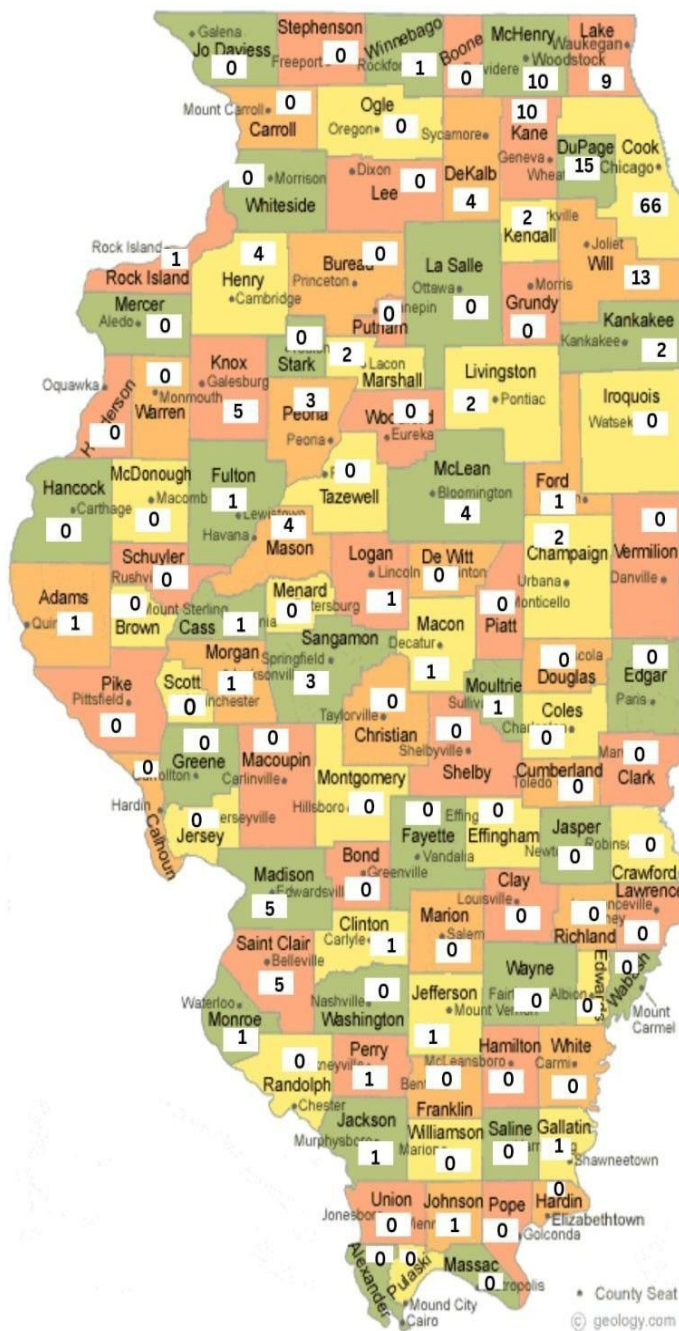 Galena
Jo Daviess
0
Stephenson
Freeport
0
Winnebago
1
Boone
0
McHenry
Woodstock
10
Lake
Waukegan
9
Mount Carroll
0
Carroll
Ogle
Oregon
0
Sycamore
DeKalb
4
10
Kane
Geneva
DuPage
15
Cook
Chicago
66
0
Morrison
Whiteside
Dixon
0
Lee
2
Kendall
Joliet
Will
13
Rock Island
1
Rock Island
4
Henry
Cambridge
0
Bureau
Princeton
La Salle
Ottawa
0
Morris
Grundy
0
Kankakee
Kankakee
2
Mercer
Aledo
0
0
Putnam
0
Stark
2
Lacon
Marshall
Knox
Galesburg
5
0
Monmouth
Warren
Oquawka
0
3
Peoria
Peoria
0
Eureka
Livingston
2
Pontiac
Iroquois
0
Hancock
Carthage
0
McDonough
Macomb
0
Fulton
1
Lewistown
Havana
0
Tazewell
McLean
Bloomington
4
Ford
1
4
Mason
Schuyler
0
Logan
Lincoln
1
De Witt
0
2
Champaign
Urbana
0
Vermilion
Danville
Adams
1
0
Brown
Mount Sterling
Cass
1
Menard
0
0
Monticello
Piatt
Macon
Decatur
1
Sangamon
Springfield
3
Morgan
1
Scott
0
Pike
Pittsfield
0
0
Taylorville
Christian
Moultrie
1
0
Douglas
0
Edgar
Paris
Coles
0
0
Greene
0
Macoupin
Carlinville
0
Shelbyville
Shelby
Cumberland
0
0
Clark
0
Hardin
Calhoun
0
Jersey
Montgomery
Hillsboro
0
0
Fayette
Vandalia
0
Effingham
Jasper
0
0
Crawford
Madison
Edwardsville
5
Bond
Greenville
0
Clay
Louisville
0
0
Richland
Lawrence
0
Clinton
Carlyle
1
Marion
Salem
0
Saint Clair
Belleville
5
Wayne
0
Albion
Edwards
0
0
Wabash
Mount
Carmel
Waterloo
Monroe
1
Nashville
0
Washington
Jefferson
Mount Vernon
1
0
Randolph
Chester
Perry
1
McLeansboro
0
Franklin
Hamilton
0
White
Carmi
0
Jackson
Murphysboro
1
Williamson
Marion
0
Saline
0
Gallatin
1
Shawneetown
Union
Jonesboro
0
Johnson
1
Pope
0
Golconda
0
Hardin
Elizabethtown
0
Alexander
0
Pulaski
Massac
0
Mound City
Cairo
County Seat
© geology.com